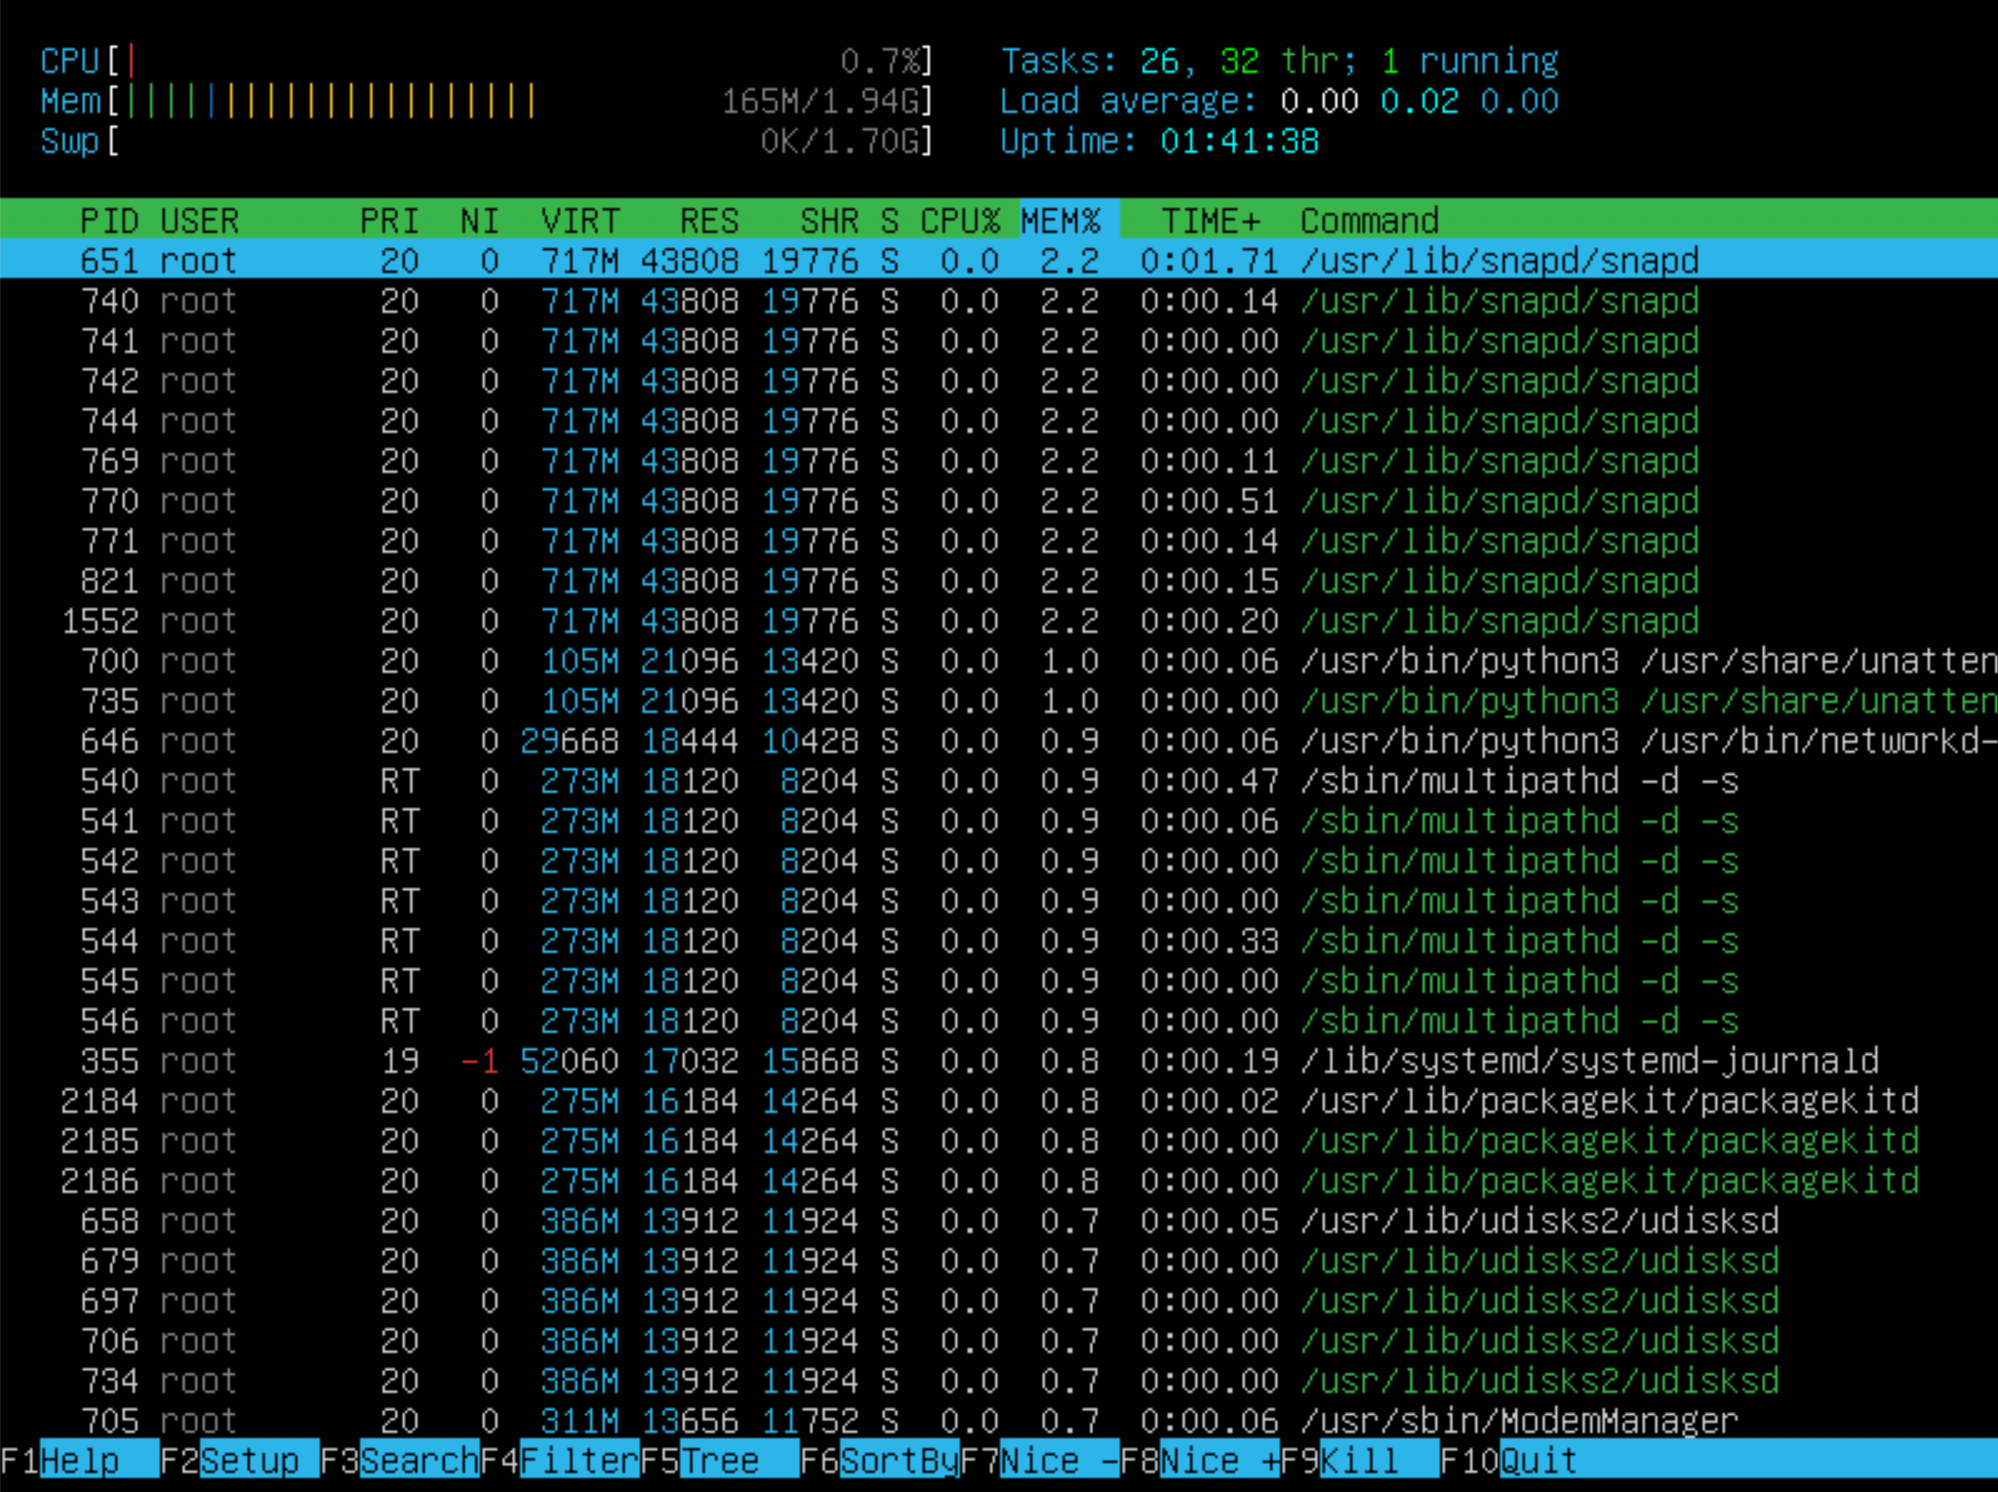 CPU[| 0.7%] Tasks: 26, 32 thr; 1 running
Mem[||||||||||||||||||||| 165M/1.94G] Load average: 0.00 0.02 0.00
Swp[ 0K/1.70G] Uptime: 01:41:38
PID USER PRI NI VIRT RES SHR S CPU% MEM% TIME+ Command
651 root 20 0 717M 43808 19776 S 0.0 2.2 0:01.71 /usr/lib/snapd/snapd
740 root 20 0 717M 43808 19776 S 0.0 2.2 0:00.14 /usr/lib/snapd/snapd
741 root 20 0 717M 43808 19776 S 0.0 2.2 0:00.00 /usr/lib/snapd/snapd
742 root 20 0 717M 43808 19776 S 0.0 2.2 0:00.00 /usr/lib/snapd/snapd
744 root 20 0 717M 43808 19776 S 0.0 2.2 0:00.00 /usr/lib/snapd/snapd
769 root 20 0 717M 43808 19776 S 0.0 2.2 0:00.11 /usr/lib/snapd/snapd
770 root 20 0 717M 43808 19776 S 0.0 2.2 0:00.51 /usr/lib/snapd/snapd
771 root 20 0 717M 43808 19776 S 0.0 2.2 0:00.14 /usr/lib/snapd/snapd
821 root 20 0 717M 43808 19776 S 0.0 2.2 0:00.15 /usr/lib/snapd/snapd
1552 root 20 0 717M 43808 19776 S 0.0 2.2 0:00.20 /usr/lib/snapd/snapd
700 root 20 0 105M 21096 13420 S 0.0 1.0 0:00.06 /usr/bin/python3 /usr/share/unatten
735 root 20 0 105M 21096 13420 S 0.0 1.0 0:00.00 /usr/bin/python3 /usr/share/unatten
646 root 20 0 29668 18444 10428 S 0.0 0.9 0:00.06 /usr/bin/python3 /usr/bin/networkd-
540 root RT 0 273M 18120 8204 S 0.0 0.9 0:00.47 /sbin/multipathd -d -s
541 root RT 0 273M 18120 8204 S 0.0 0.9 0:00.06 /sbin/multipathd -d -s
542 root RT 0 273M 18120 8204 S 0.0 0.9 0:00.00 /sbin/multipathd -d -s
543 root RT 0 273M 18120 8204 S 0.0 0.9 0:00.00 /sbin/multipathd -d -s
544 root RT 0 273M 18120 8204 S 0.0 0.9 0:00.33 /sbin/multipathd -d -s
545 root RT 0 273M 18120 8204 S 0.0 0.9 0:00.00 /sbin/multipathd -d -s
546 root RT 0 273M 18120 8204 S 0.0 0.9 0:00.00 /sbin/multipathd -d -s
355 root 19 -1 52060 17032 15868 S 0.0 0.8 0:00.19 /lib/systemd/systemd-journald
2184 root 20 0 275M 16184 14264 S 0.0 0.8 0:00.02 /usr/lib/packagekit/packagekitd
2185 root 20 0 275M 16184 14264 S 0.0 0.8 0:00.00 /usr/lib/packagekit/packagekitd
2186 root 20 0 275M 16184 14264 S 0.0 0.8 0:00.00 /usr/lib/packagekit/packagekitd
658 root 20 0 386M 13912 11924 S 0.0 0.7 0:00.05 /usr/lib/udisks2/udisksd
679 root 20 0 386M 13912 11924 S 0.0 0.7 0:00.00 /usr/lib/udisks2/udisksd
697 root 20 0 386M 13912 11924 S 0.0 0.7 0:00.00 /usr/lib/udisks2/udisksd
706 root 20 0 386M 13912 11924 S 0.0 0.7 0:00.00 /usr/lib/udisks2/udisksd
734 root 20 0 386M 13912 11924 S 0.0 0.7 0:00.00 /usr/lib/udisks2/udisksd
705 root 20 0 311M 13656 11752 S 0.0 0.7 0:00.06 /usr/sbin/ModemManager
F1Help F2Setup F3SearchF4FilterF5Tree F6SortByF7Nice -F8Nice +F9Kill F10Quit